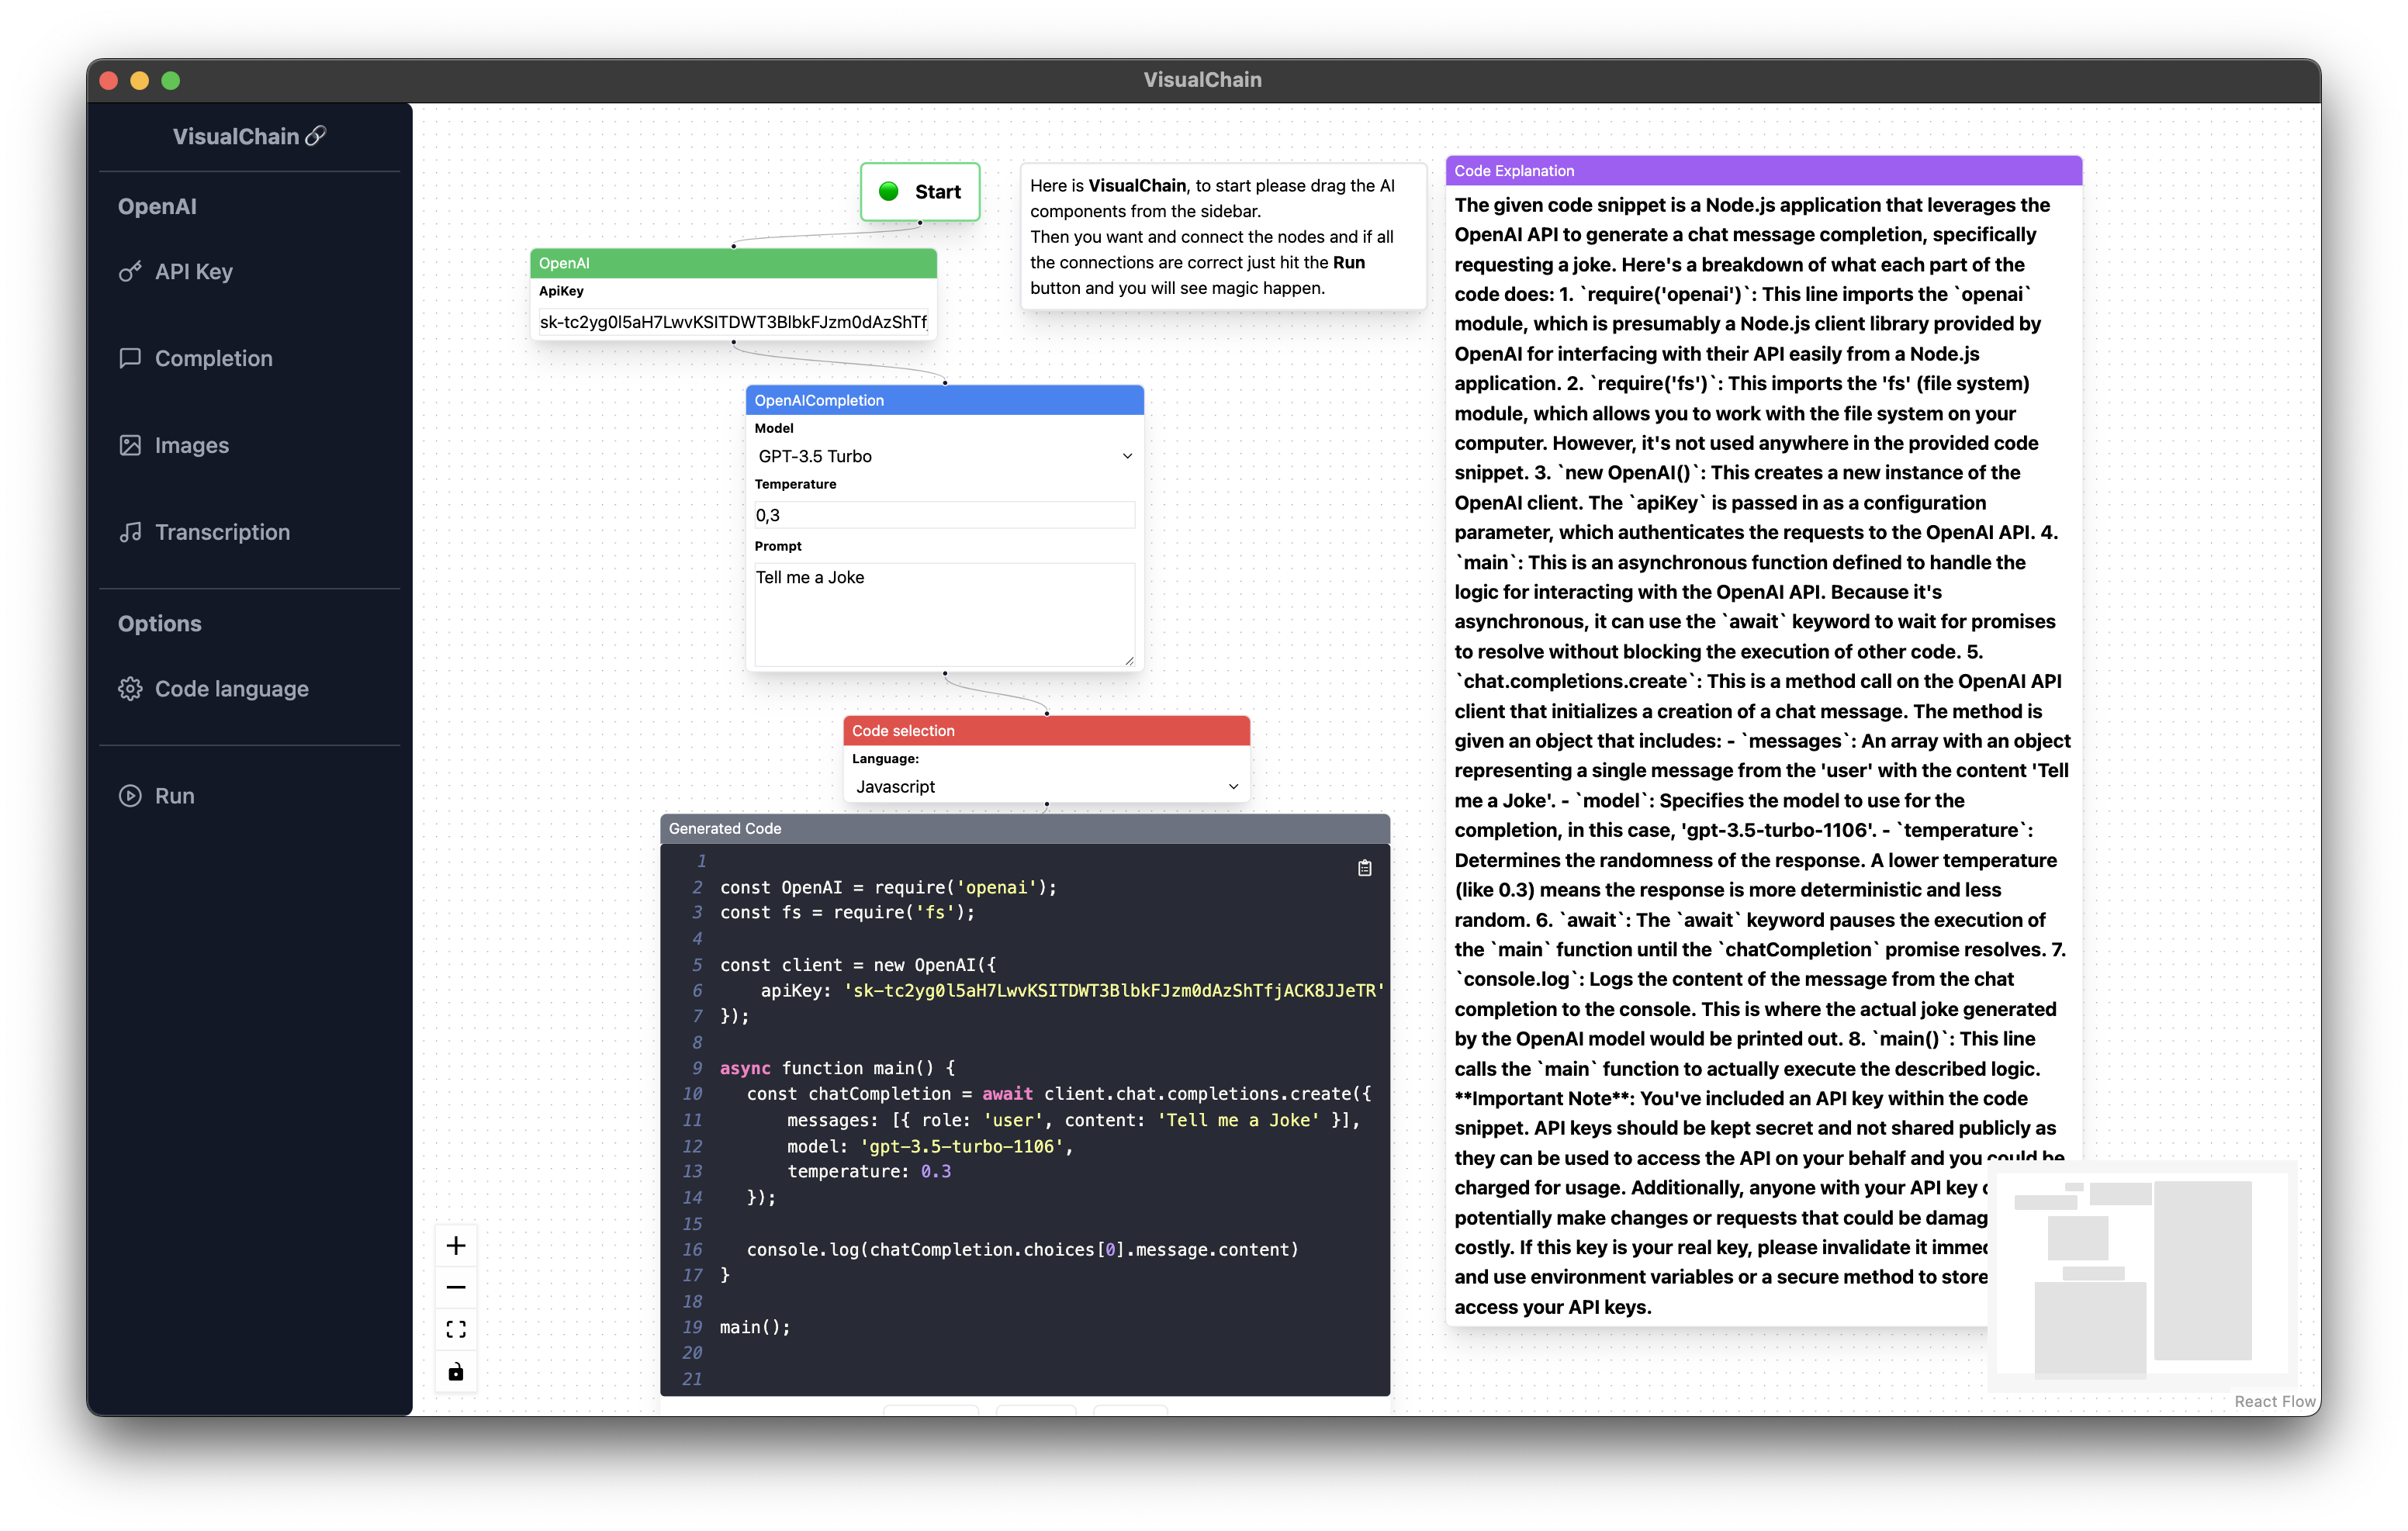 VisualChain
VisualChain
OpenAI
API Key
Completion
Images
Transcription
Options
Code language
Run
Start
Here is VisualChain, to start please drag the AI
components from the sidebar.
Then you want and connect the nodes and if all
the connections are correct just hit the Run
button and you will see magic happen.
OpenAI
ApiKey
sk-tc2yg0l5aH7LwvKSITDWT3BlbkFJzm0dAzShTfj
OpenAICompletion
Model
GPT-3.5 Turbo
Temperature
0,3
Prompt
Tell me a Joke
Code selection
Language:
Javascript
Generated Code
1
2 const OpenAI = require('openai');
3 const fs = require('fs');
4
5 const client = new OpenAI({
6 apiKey: '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'
7 });
8
9 async function main() {
10 const chatCompletion = await client.chat.completions.create({
11 messages: [{ role: 'user', content: 'Tell me a Joke' }],
12 model: 'gpt-3.5-turbo-1106',
13 temperature: 0.3
14 });
15
16 console.log(chatCompletion.choices[0].message.content)
17 }
18
19 main();
20
21
Code Explanation
The given code snippet is a Node.js application that leverages the
OpenAI API to generate a chat message completion, specifically
requesting a joke. Here's a breakdown of what each part of the
code does: 1. `require('openai')`: This line imports the `openai`
module, which is presumably a Node.js client library provided by
OpenAI for interfacing with their API easily from a Node.js
application. 2. `require('fs')`: This imports the 'fs' (file system)
module, which allows you to work with the file system on your
computer. However, it's not used anywhere in the provided code
snippet. 3. `new OpenAI()`: This creates a new instance of the
OpenAI client. The `apiKey` is passed in as a configuration
parameter, which authenticates the requests to the OpenAI API. 4.
`main`: This is an asynchronous function defined to handle the
logic for interacting with the OpenAI API. Because it's
asynchronous, it can use the `await` keyword to wait for promises
to resolve without blocking the execution of other code. 5.
`chat.completions.create`: This is a method call on the OpenAI API
client that initializes a creation of a chat message. The method is
given an object that includes: - `messages`: An array with an object
representing a single message from the 'user' with the content 'Tell
me a Joke'. - `model`: Specifies the model to use for the
completion, in this case, 'gpt-3.5-turbo-1106'. - `temperature`:
Determines the randomness of the response. A lower temperature
(like 0.3) means the response is more deterministic and less
random. 6. `await`: The `await` keyword pauses the execution of
the `main` function until the `chatCompletion` promise resolves. 7.
`console.log`: Logs the content of the message from the chat
completion to the console. This is where the actual joke generated
by the OpenAI model would be printed out. 8. `main()`: This line
calls the `main` function to actually execute the described logic.
**Important Note**: You've included an API key within the code
snippet. API keys should be kept secret and not shared publicly as
they can be used to access the API on your behalf and you could be
charged for usage. Additionally, anyone with your API key
potentially make changes or requests that could be
costly. If this key is your real key, please invalidate it
and use environment variables or a secure method to store
access your API keys.
React Flow